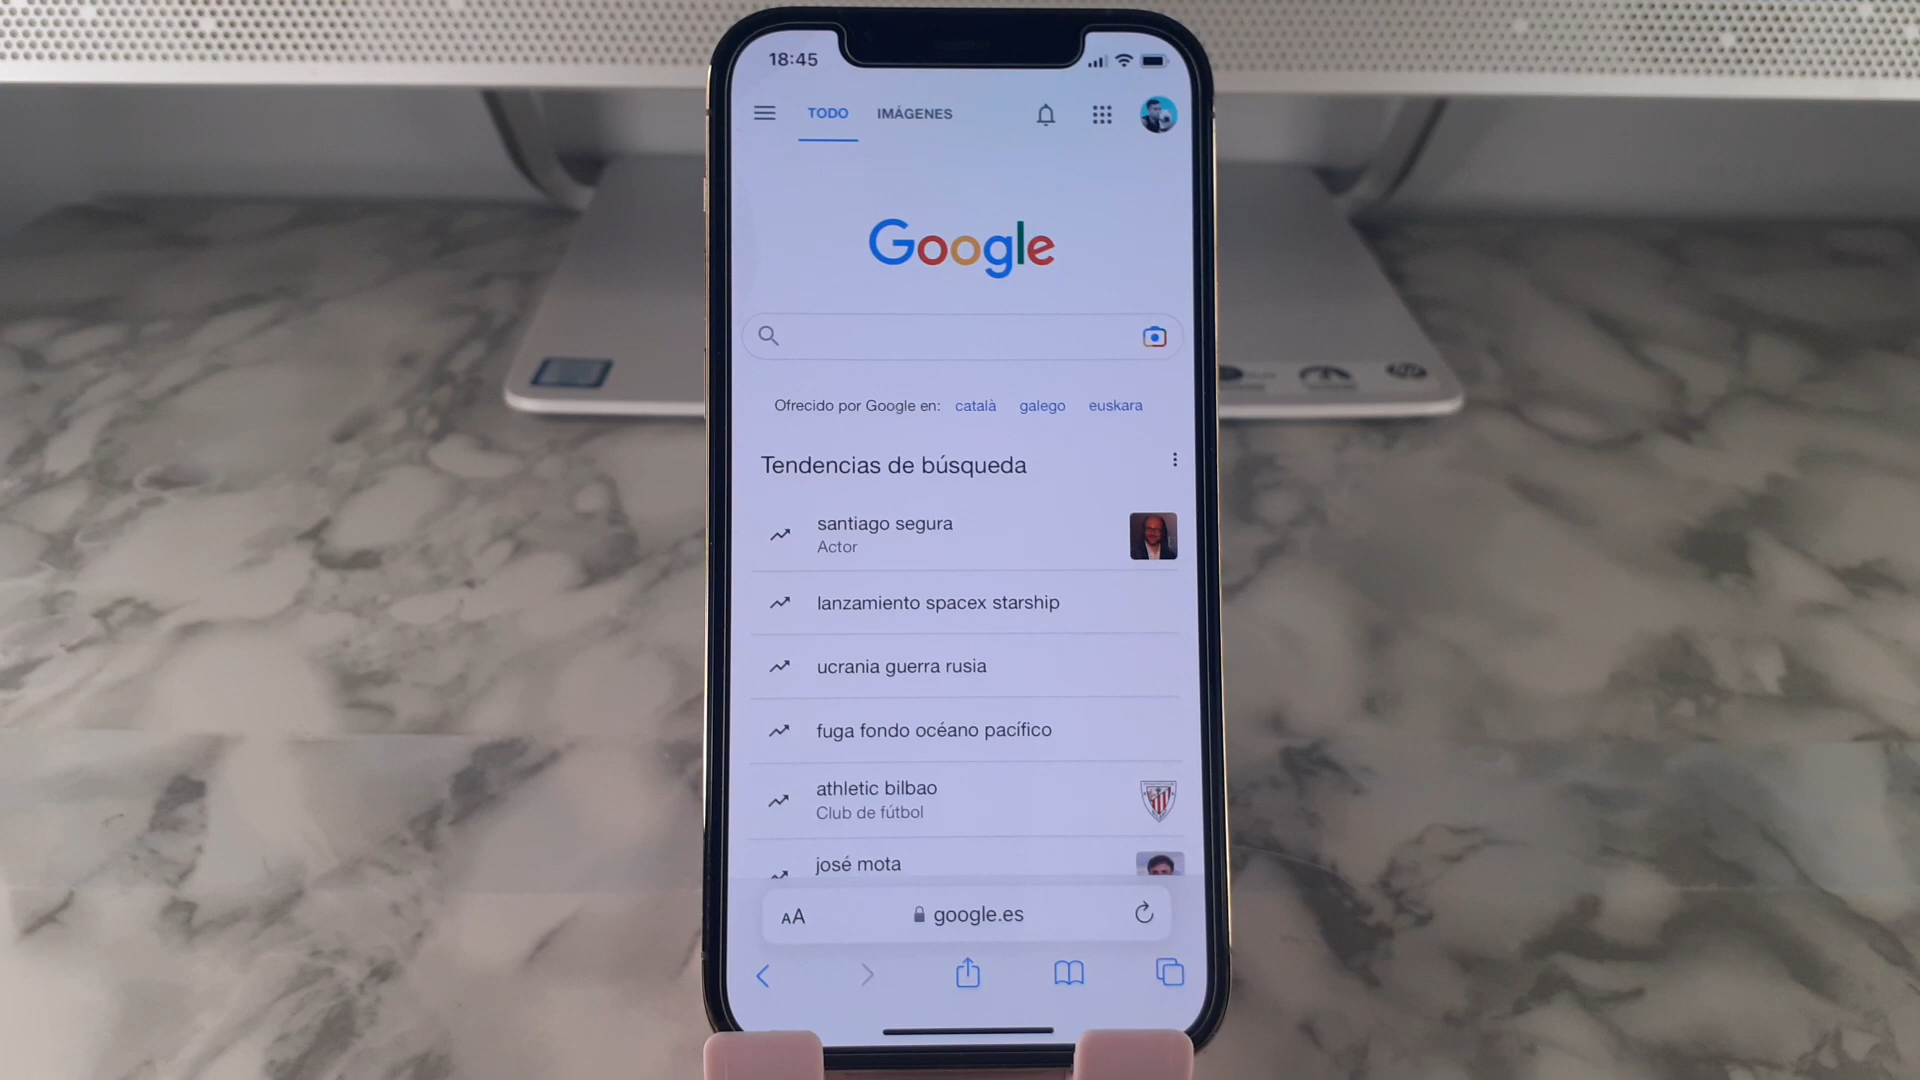 18:45
TODO IMÁGENES
Google
Ofrecido por Google en: català galego euskara
Tendencias de búsqueda
santiago segura
Actor
lanzamiento spacex starship
ucrania guerra rusia
fuga fondo océano pacífico
athletic bilbao
Club de fútbol
josé mota
AA google.es